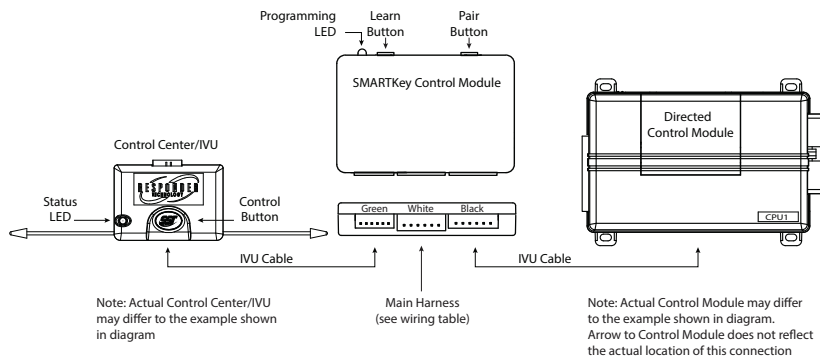 Programming
LED
Learn
Button
Pair
Button
SMARTKey Control Module
Directed
Control Module
CPU1
Control Center/IVU
RESPONDER
TECHNOLOGY
Status
LED
Control
Button
Green
White
Black
IVU Cable
IVU Cable
Note: Actual Control Center/IVU
may differ to the example shown
in diagram
Main Harness
(see wiring table)
Note: Actual Control Module may differ
to the example shown in diagram.
Arrow to Control Module does not reflect
the actual location of this connection